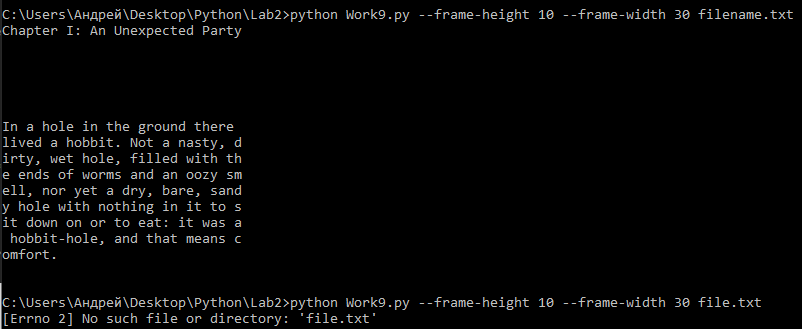 C:\Users\Андрей\Desktop\Python\Lab2>python Work9.py --frame-height 10 --frame-width 30 filename.txt
Chapter I: An Unexpected Party
In a hole in the ground there
lived a hobbit. Not a nasty, d
irty, wet hole, filled with th
e ends of worms and an oozy sm
ell, nor yet a dry, bare, sand
y hole with nothing in it to s
it down on or to eat: it was a
 hobbit-hole, and that means c
omfort.
C:\Users\Андрей\Desktop\Python\Lab2>python Work9.py --frame-height 10 --frame-width 30 file.txt
[Errno 2] No such file or directory: 'file.txt'